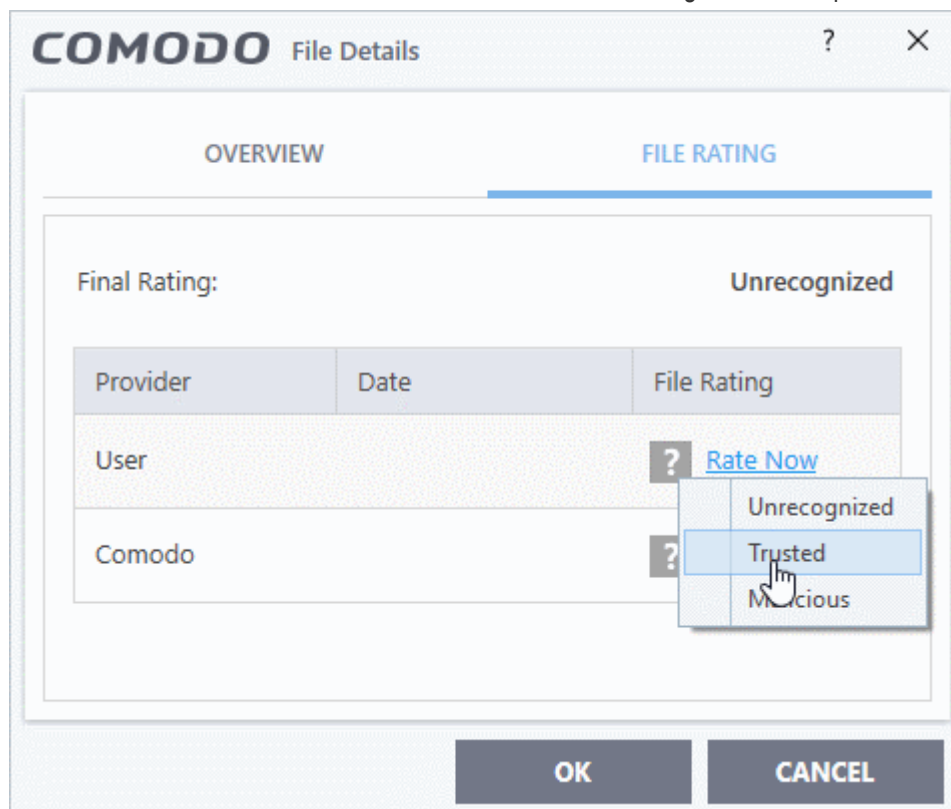 COMODO File Details ? ×
OVERVIEW FILE RATING
Final Rating: Unrecognized
Provider Date File Rating
User ? Rate Now
Unrecognized
Comodo ? Trusted
Malicious
OK CANCEL